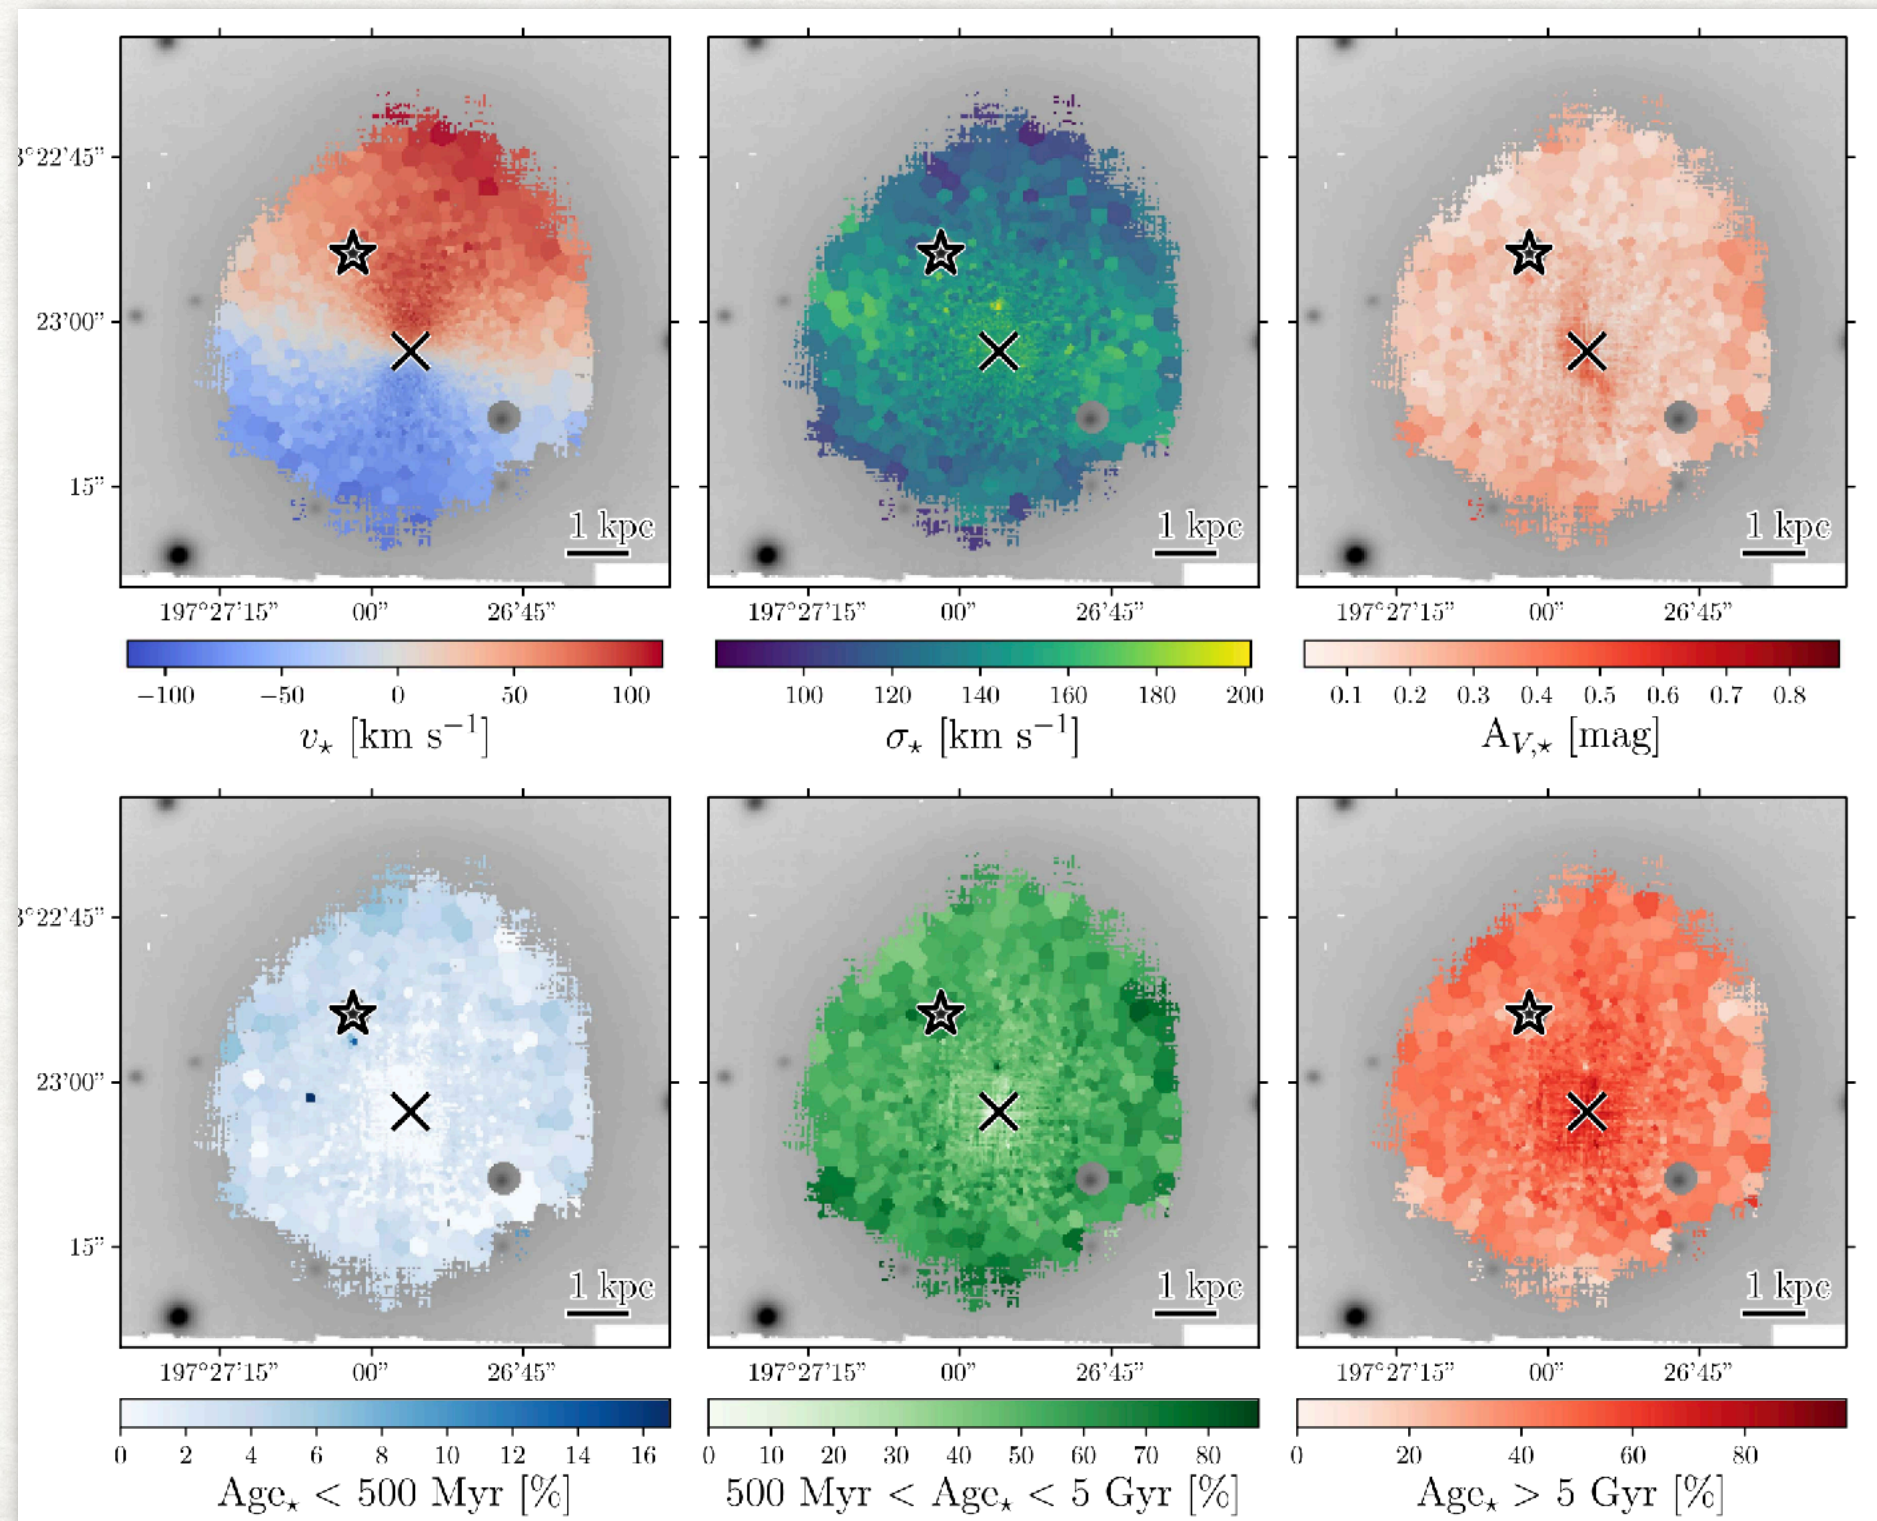 3°22'45"
23'00"
15"
1 kpc
1 kpc
1 kpc
197°27'15" 00" 26'45"
197°27'15" 00" 26'45"
197°27'15" 00" 26'45"
−100 −50 0 50 100
100 120 140 160 180 200
0.1 0.2 0.3 0.4 0.5 0.6 0.7 0.8
v⋆ [km s⁻¹]
σ⋆ [km s⁻¹]
A_V,⋆ [mag]
3°22'45"
23'00"
15"
1 kpc
1 kpc
1 kpc
197°27'15" 00" 26'45"
197°27'15" 00" 26'45"
197°27'15" 00" 26'45"
0 2 4 6 8 10 12 14 16
0 10 20 30 40 50 60 70 80
0 20 40 60 80
Age⋆ < 500 Myr [%]
500 Myr < Age⋆ < 5 Gyr [%]
Age⋆ > 5 Gyr [%]